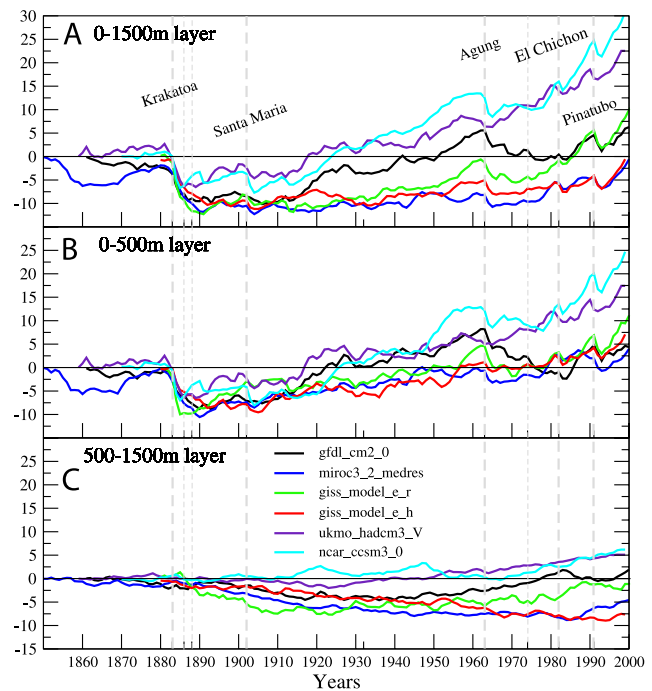 30
25
20
15
10
5
0
-5
-10
A
0-1500m layer
Krakatoa
Santa Maria
Agung
El Chichon
Pinatubo
25
20
15
10
5
0
-5
-10
B
0-500m layer
25
20
15
10
5
0
-5
-10
-15
C
500-1500m layer
gfdl_cm2_0
miroc3_2_medres
giss_model_e_r
giss_model_e_h
ukmo_hadcm3_V
ncar_ccsm3_0
1860 1870 1880 1890 1900 1910 1920 1930 1940 1950 1960 1970 1980 1990 2000
Years